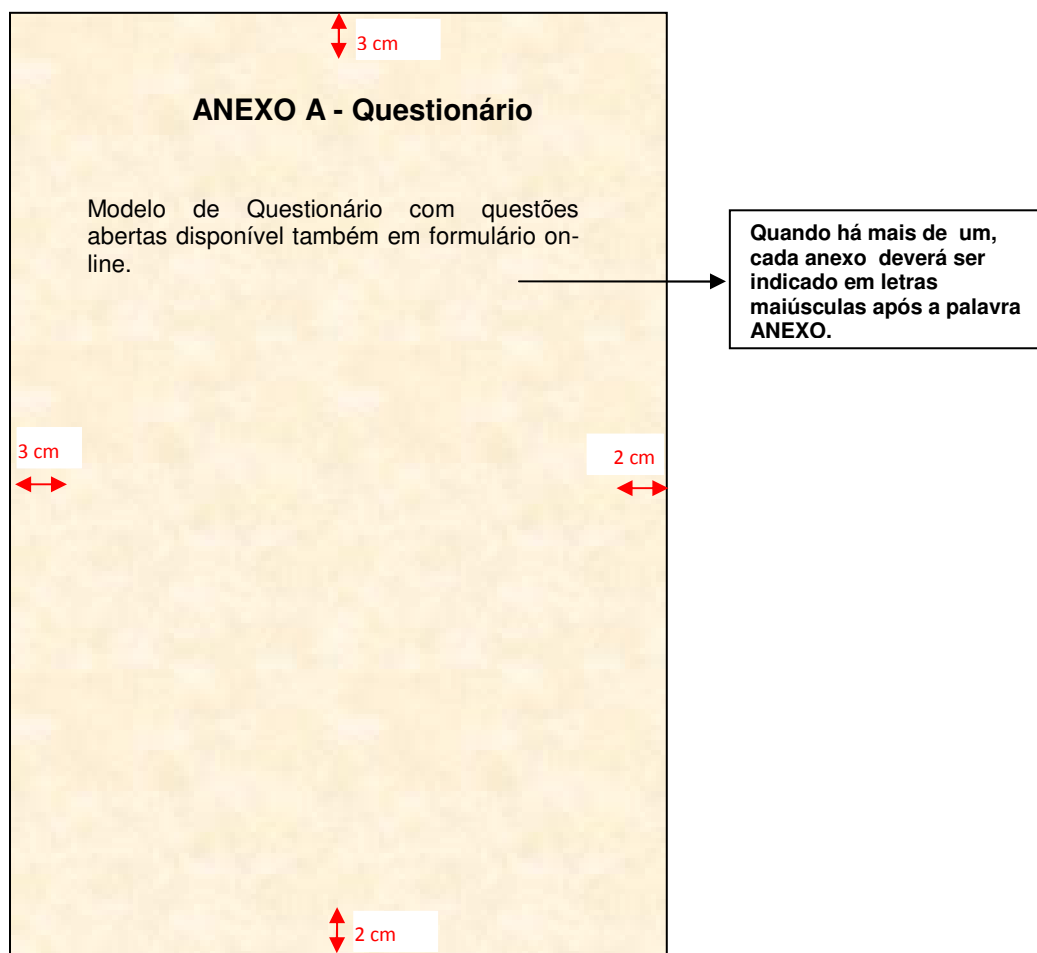 3 cm
ANEXO A - Questionário
Modelo de Questionário com questões
abertas disponível também em formulário on-
line.
Quando há mais de um,
cada anexo deverá ser
indicado em letras
maiúsculas após a palavra
ANEXO.
3 cm
2 cm
2 cm